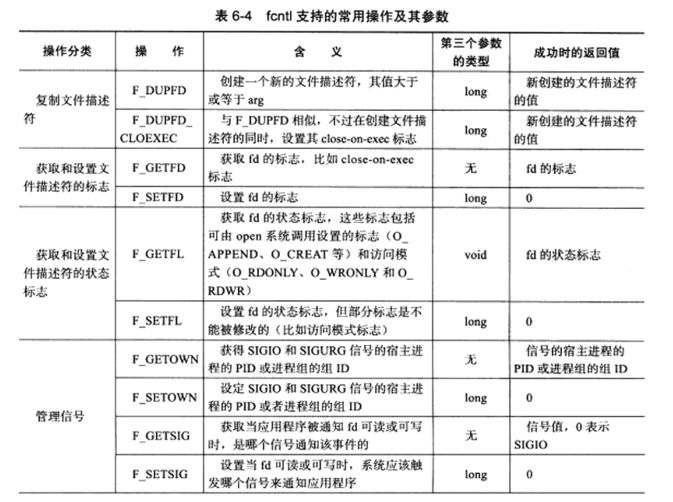 表 6-4 fcntl 支持的常用操作及其参数
操作分类 操 作 含 义 第三个参数的类型 成功时的返回值
复制文件描述符 F_DUPFD 创建一个新的文件描述符，其值大于或等于 arg long 新创建的文件描述符的值
F_DUPFD_CLOEXEC 与 F_DUPFD 相似，不过在创建文件描述符的同时，设置其 close-on-exec 标志 long 新创建的文件描述符的值
获取和设置文件描述符的标志 F_GETFD 获取 fd 的标志，比如 close-on-exec 标志 无 fd 的标志
F_SETFD 设置 fd 的标志 long 0
获取和设置文件描述符的状态标志 F_GETFL 获取 fd 的状态标志，这些标志包括可由 open 系统调用设置的标志（O_APPEND、O_CREAT 等）和访问模式（O_RDONLY、O_WRONLY 和 O_RDWR） void fd 的状态标志
F_SETFL 设置 fd 的状态标志，但部分标志是不能被修改的（比如访问模式标志） long 0
管理信号 F_GETOWN 获得 SIGIO 和 SIGURG 信号的宿主进程的 PID 或进程组的组 ID 无 信号的宿主进程的 PID 或进程组的组 ID
F_SETOWN 设定 SIGIO 和 SIGURG 信号的宿主进程的 PID 或者进程组的组 ID long 0
F_GETSIG 获取当应用程序被通知 fd 可读或可写时，是哪个信号通知该事件的 无 信号值，0 表示 SIGIO
F_SETSIG 设置当 fd 可读或可写时，系统应该触发哪个信号来通知应用程序 long 0